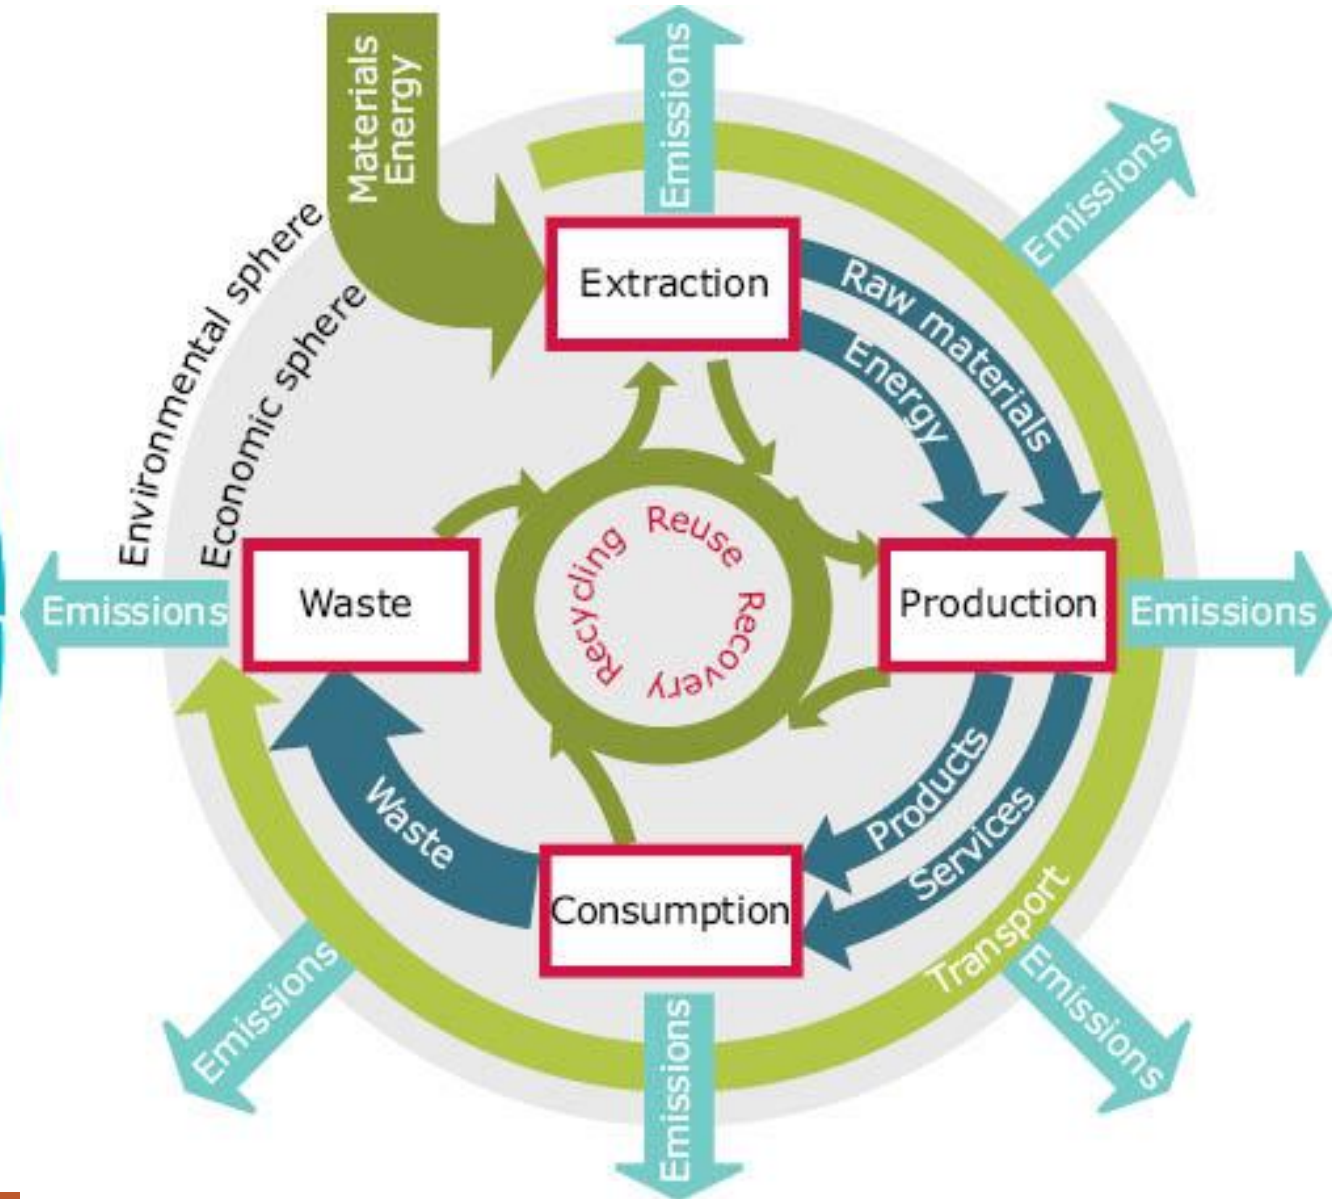 Materials
Energy
Emissions
Emissions
Environmental sphere
Economic sphere
Extraction
Raw materials
Energy
Recycling Reuse Recovery
Emissions
Waste
Production
Emissions
Waste
Products
Services
Consumption
Transport
Emissions
Emissions
Emissions